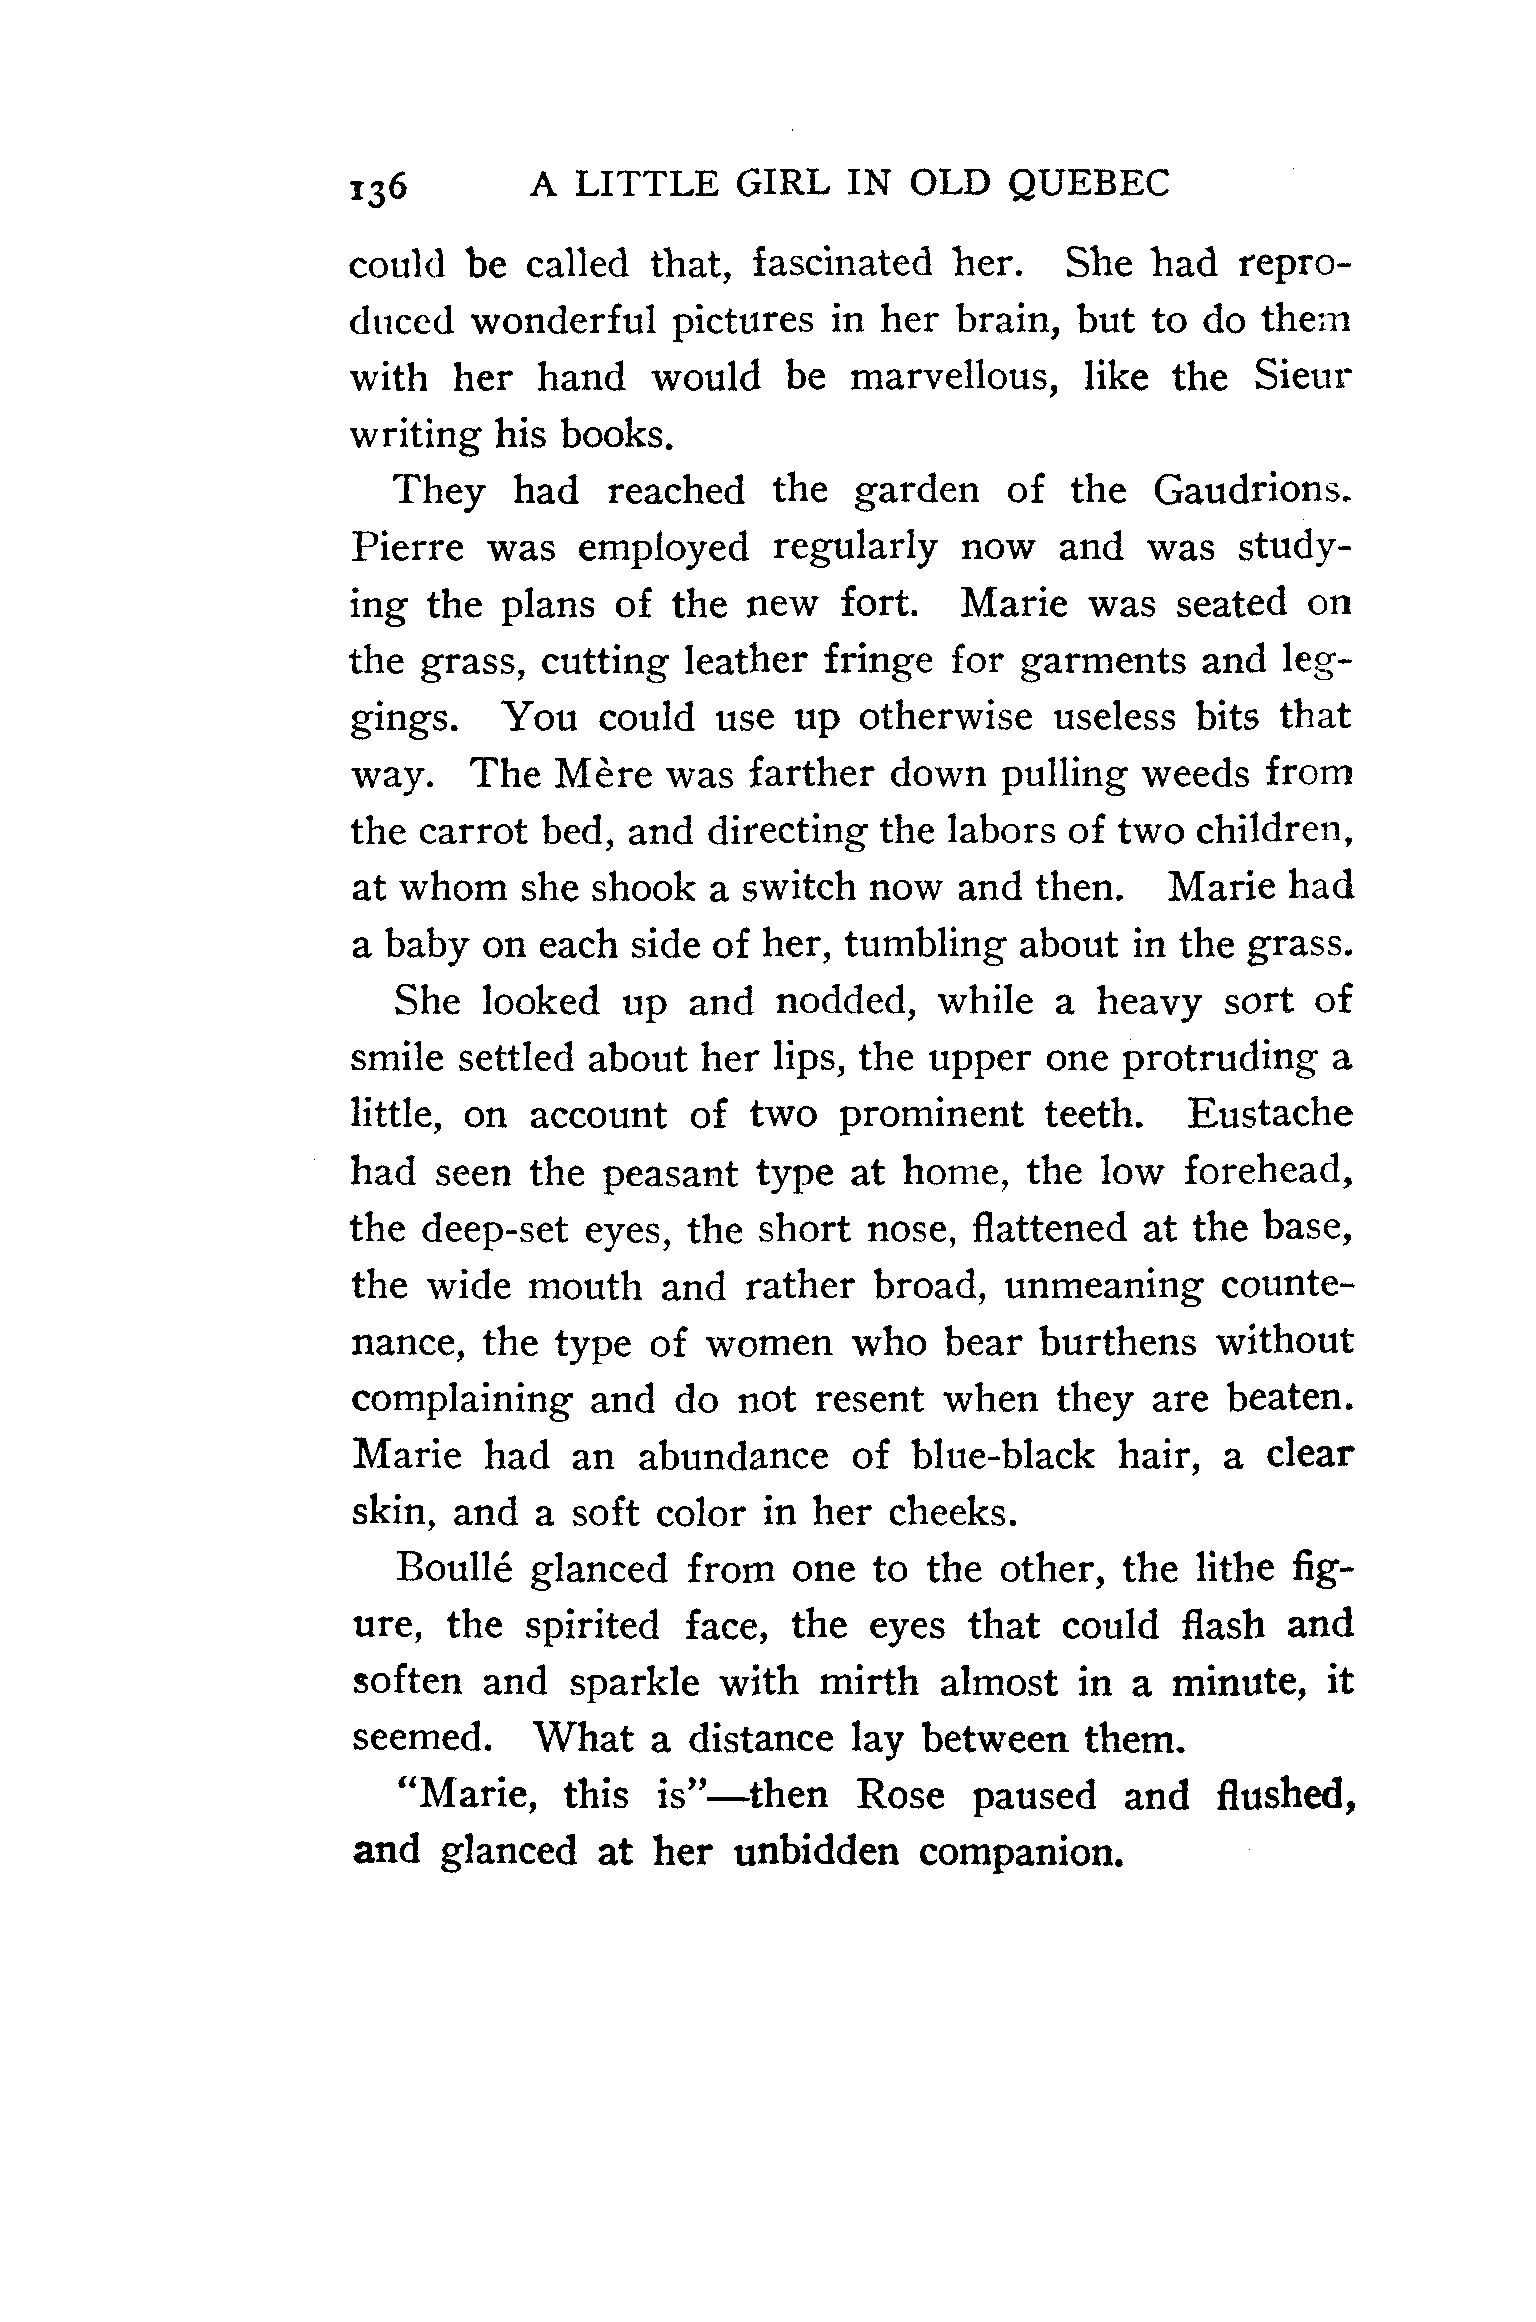 136 A LITTLE GIRL IN OLD QUEBEC
could be called that, fascinated her. She had repro-
duced wonderful pictures in her brain, but to do them
with her hand would be marvellous, like the Sieur
writing his books.
They had reached the garden of the Gaudrions.
Pierre was employed regularly now and was study-
ing the plans of the new fort. Marie was seated on
the grass, cutting leather fringe for garments and leg-
gings. You could use up otherwise useless bits that
way. The Mère was farther down pulling weeds from
the carrot bed, and directing the labors of two children,
at whom she shook a switch now and then. Marie had
a baby on each side of her, tumbling about in the grass.
She looked up and nodded, while a heavy sort of
smile settled about her lips, the upper one protruding a
little, on account of two prominent teeth. Eustache
had seen the peasant type at home, the low forehead,
the deep-set eyes, the short nose, flattened at the base,
the wide mouth and rather broad, unmeaning counte-
nance, the type of women who bear burthens without
complaining and do not resent when they are beaten.
Marie had an abundance of blue-black hair, a clear
skin, and a soft color in her cheeks.
Boullé glanced from one to the other, the lithe fig-
ure, the spirited face, the eyes that could flash and
soften and sparkle with mirth almost in a minute, it
seemed. What a distance lay between them.
“Marie, this is”—then Rose paused and flushed,
and glanced at her unbidden companion.